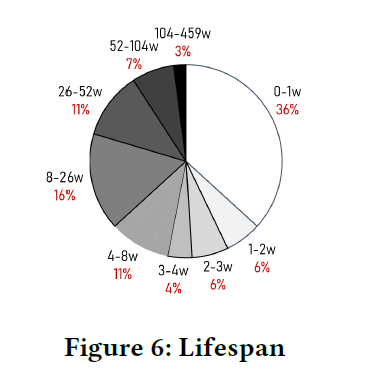 104-459w
3%
52-104w
7%
26-52w
11%
0-1w
36%
8-26w
16%
4-8w
11%
3-4w
4%
2-3w
6%
1-2w
6%
Figure 6: Lifespan